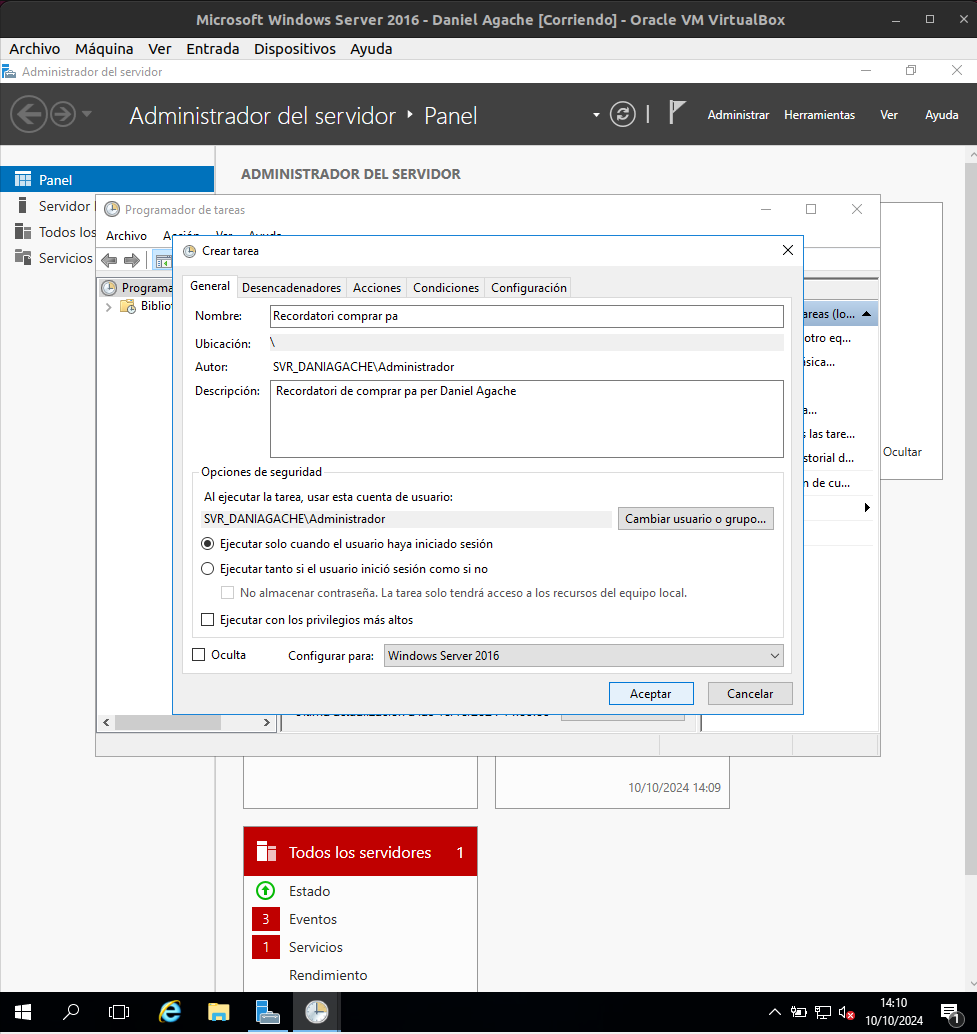 Microsoft Windows Server 2016 - Daniel Agache [Corriendo] - Oracle VM VirtualBox
Archivo Máquina Ver Entrada Dispositivos Ayuda
Administrador del servidor
Administrador del servidor ‣ Panel
Administrar Herramientas Ver Ayuda
Panel
ADMINISTRADOR DEL SERVIDOR
Servidor
Todos los
Servicios
Programador de tareas
Archivo
Crear tarea
Programa
Bibliot
General Desencadenadores Acciones Condiciones Configuración
Nombre: Recordatori comprar pa
Ubicación: \
Autor: SVR_DANIAGACHE\Administrador
Descripción: Recordatori de comprar pa per Daniel Agache
Opciones de seguridad
Al ejecutar la tarea, usar esta cuenta de usuario:
SVR_DANIAGACHE\Administrador
Cambiar usuario o grupo...
Ejecutar solo cuando el usuario haya iniciado sesión
Ejecutar tanto si el usuario inició sesión como si no
No almacenar contraseña. La tarea solo tendrá acceso a los recursos del equipo local.
Ejecutar con los privilegios más altos
Oculta
Configurar para: Windows Server 2016
Aceptar Cancelar
areas (lo...
otro eq...
ásica...
a...
s las tare...
storial d...
n de cu...
Ocultar
10/10/2024 14:09
Todos los servidores 1
Estado
3 Eventos
1 Servicios
Rendimiento
14:10
10/10/2024
1